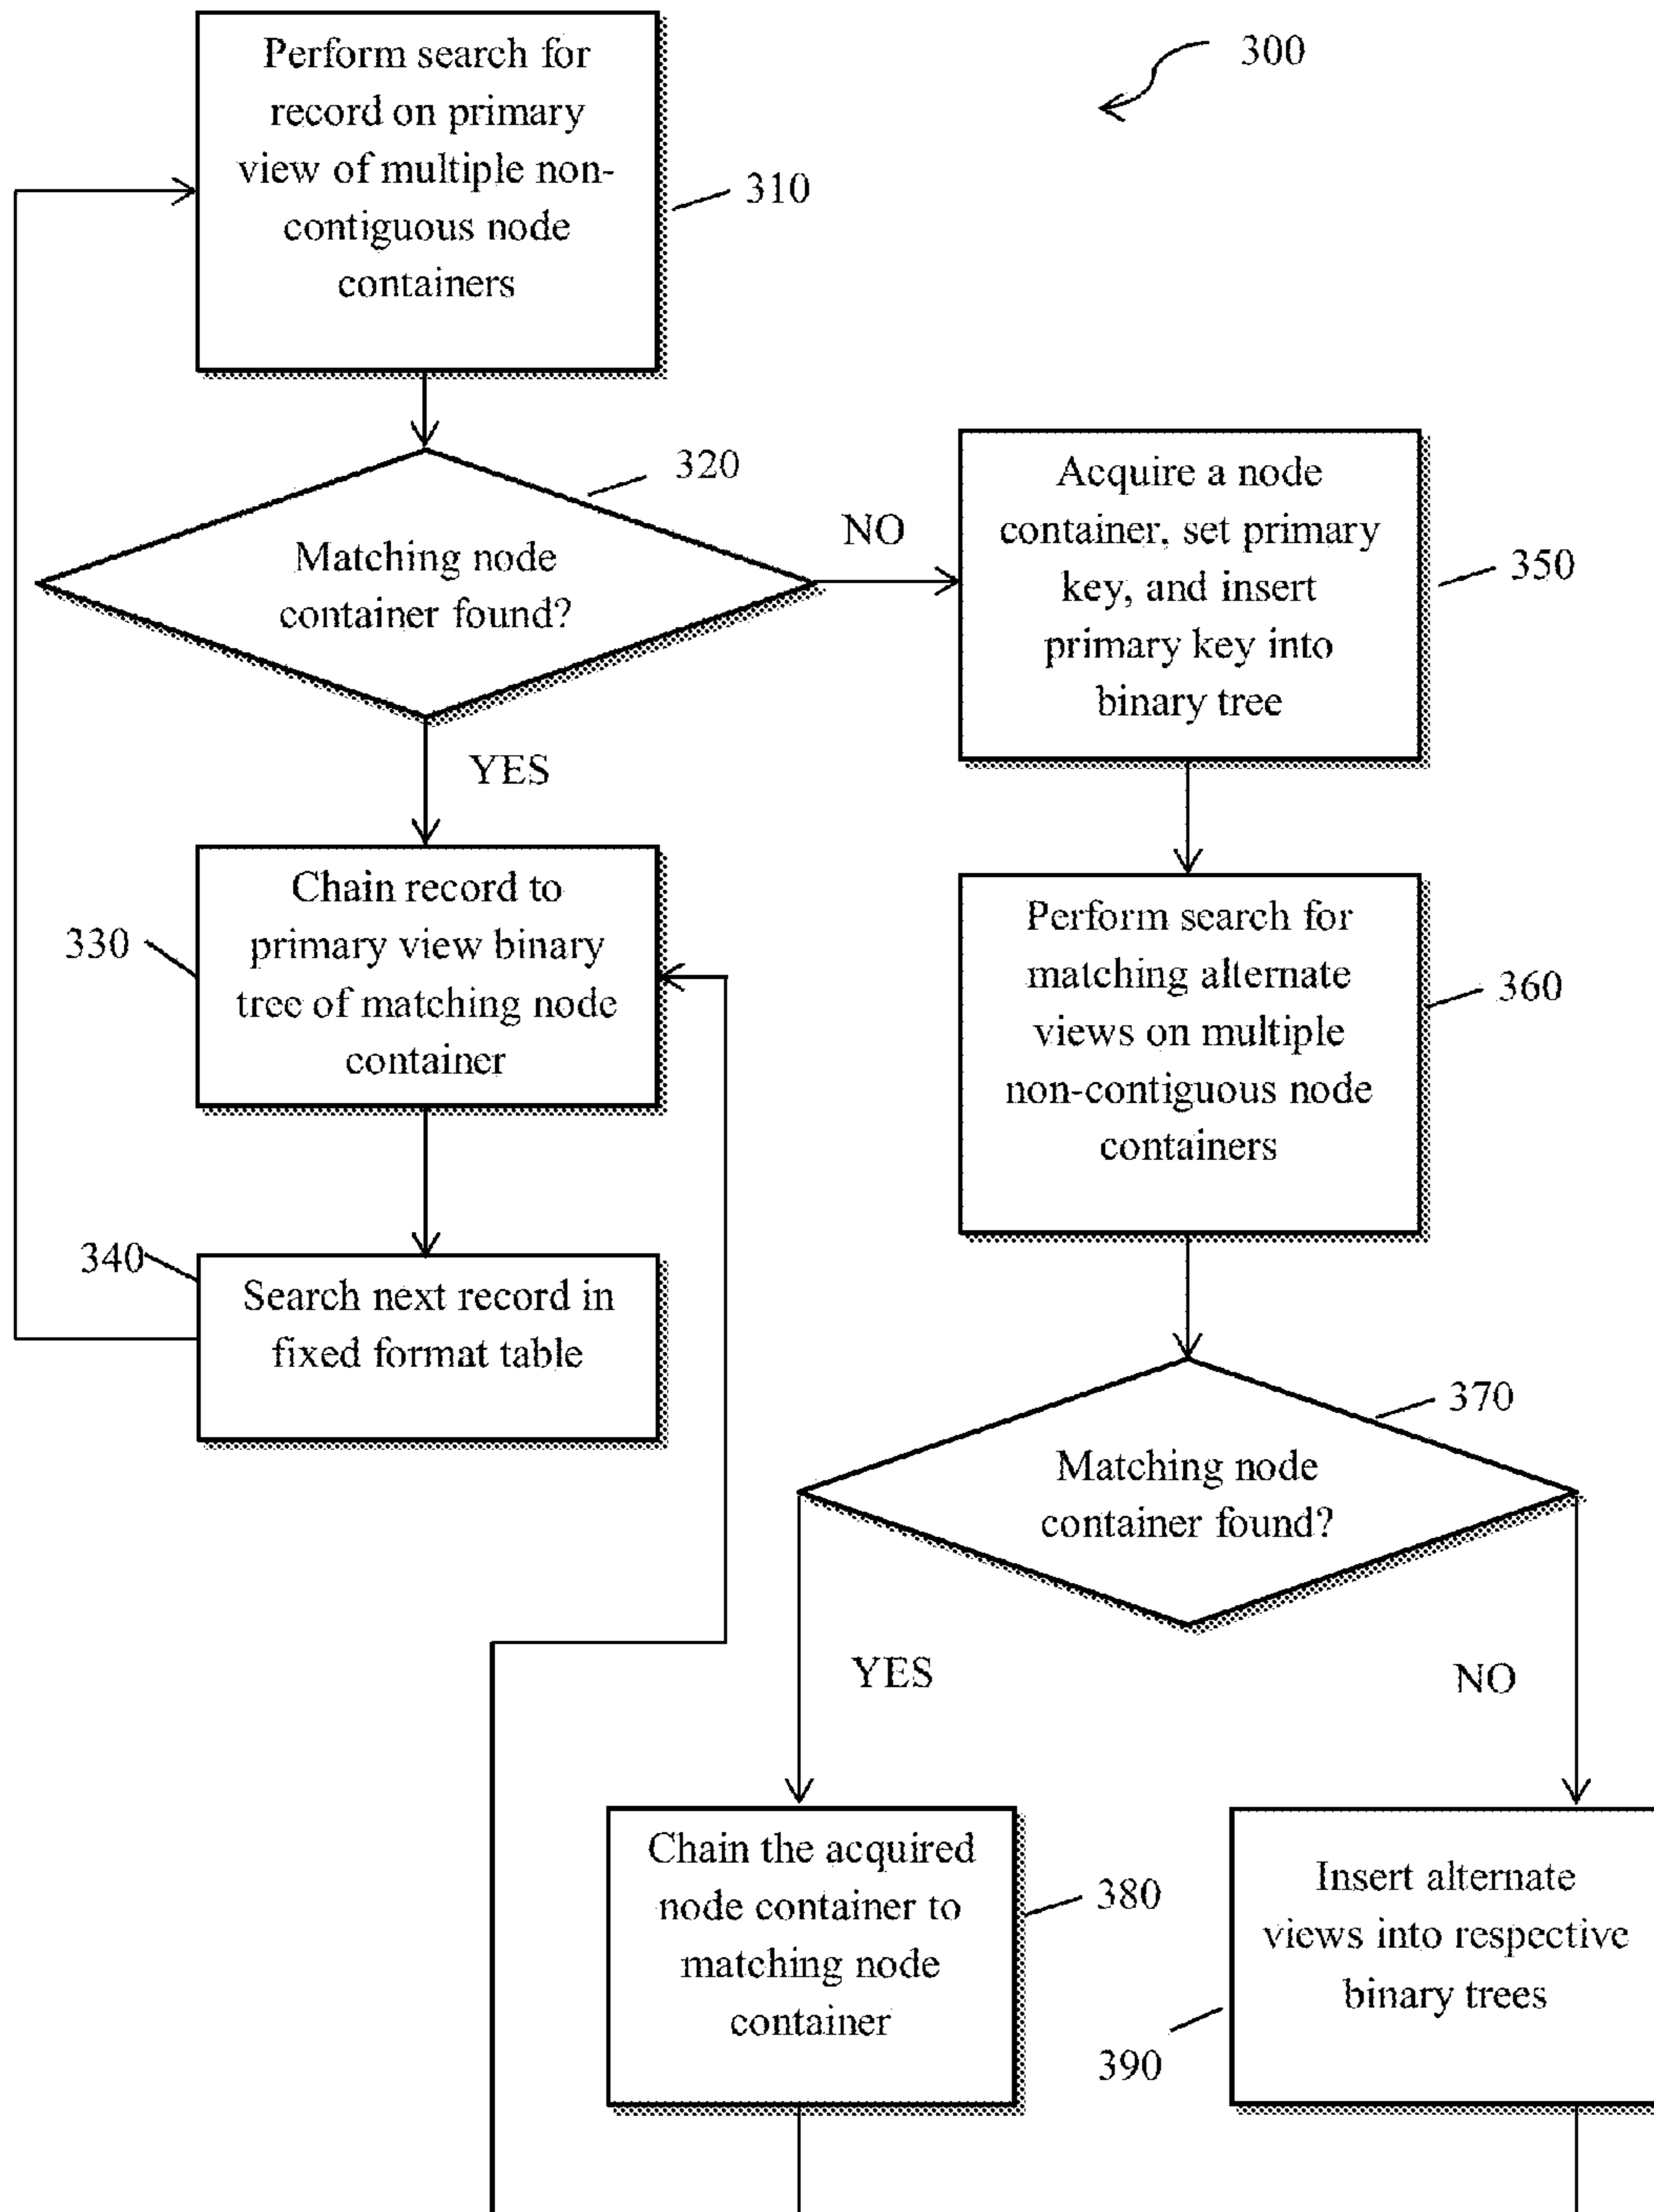 300
Perform search for
record on primary
view of multiple non-
contiguous node
containers
310
320
Matching node
container found?
NO
YES
Acquire a node
container, set primary
key, and insert
primary key into
binary tree
350
Chain record to
primary view binary
tree of matching node
container
330
Perform search for
matching alternate
views on multiple
non-contiguous node
containers
360
340
Search next record in
fixed format table
370
Matching node
container found?
YES
NO
Chain the acquired
node container to
matching node
container
380
Insert alternate
views into respective
binary trees
390